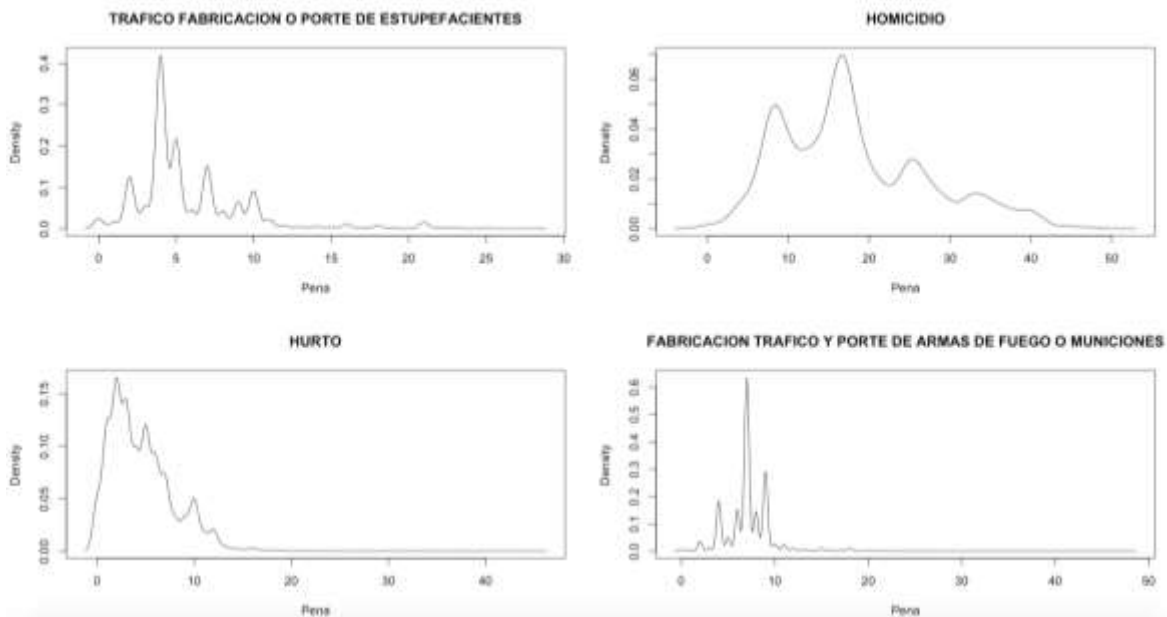 TRAFICO FABRICACION O PORTE DE ESTUPEFACIENTES
Density
0.0 0.1 0.2 0.3 0.4
0 5 10 15 20 25 30
Pena
HOMICIDIO
Density
0.00 0.02 0.04 0.06
0 10 20 30 40 50
Pena
HURTO
Density
0.00 0.05 0.10 0.15
0 10 20 30 40
Pena
FABRICACION TRAFICO Y PORTE DE ARMAS DE FUEGO O MUNICIONES
Density
0.0 0.1 0.2 0.3 0.4 0.5 0.6
0 10 20 30 40 50
Pena